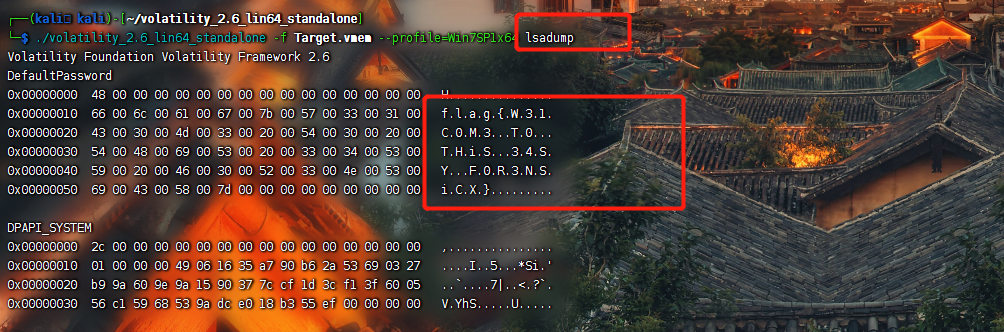 ┌──(kali㉿kali)-[~/volatility_2.6_lin64_standalone]
└─$ ./volatility_2.6_lin64_standalone -f Target.vmem --profile=Win7SP1x64 lsadump
Volatility Foundation Volatility Framework 2.6
DefaultPassword
0x00000000  48 00 00 00 00 00 00 00 00 00 00 00 00 00 00 00   H...............
0x00000010  66 00 6c 00 61 00 67 00 7b 00 57 00 33 00 31 00   f.l.a.g.{.W.3.1.
0x00000020  43 00 30 00 4d 00 33 00 20 00 54 00 30 00 20 00   C.0.M.3...T.0...
0x00000030  54 00 48 00 69 00 53 00 20 00 33 00 34 00 53 00   T.H.i.S...3.4.S.
0x00000040  59 00 20 00 46 00 30 00 52 00 33 00 4e 00 53 00   Y...F.0.R.3.N.S.
0x00000050  69 00 43 00 58 00 7d 00 00 00 00 00 00 00 00 00   i.C.X.}.........
DPAPI_SYSTEM
0x00000000  2c 00 00 00 00 00 00 00 00 00 00 00 00 00 00 00   ,...............
0x00000010  01 00 00 00 49 06 16 35 a7 90 b6 2a 53 69 03 27   ....I..5...*Si.'
0x00000020  b9 9a 60 9e 9a 15 90 37 7c cf 1d 3c f1 3f 60 05   ..`....7|..<.?`.
0x00000030  56 c1 59 68 53 9a dc e0 18 b3 55 ef 00 00 00 00   V.YhS.....U.....